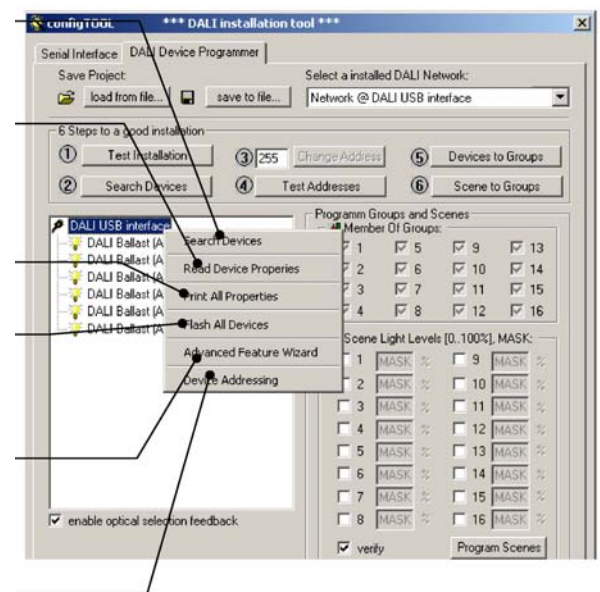 configTOOL *** DALI installation tool ***
Serial Interface DALI Device Programmer
Save Project: Select a installed DALI Network:
load from file... save to file... Network @ DALI USB interface
6 Steps to a good installation
1 Test Installation 3 255 Change Address 5 Devices to Groups
2 Search Devices 4 Test Addresses 6 Scene to Groups
Programm Groups and Scenes
DALI USB interface Member Of Groups:
DALI Ballast (A 1 5 9 13
DALI Ballast (A 2 6 10 14
DALI Ballast (A 3 7 11 15
DALI Ballast (A 4 8 12 16
DALI Ballast (A
DALI Ballast (A
Search Devices
Read Device Properies
Print All Properties
Flash All Devices
Advanced Feature Wizard
Device Addressing
Scene Light Levels [0..100%], MASK:
1 MASK % 9 MASK %
2 MASK % 10 MASK %
3 MASK % 11 MASK %
4 MASK % 12 MASK %
5 MASK % 13 MASK %
6 MASK % 14 MASK %
7 MASK % 15 MASK %
8 MASK % 16 MASK %
enable optical selection feedback
verify Program Scenes